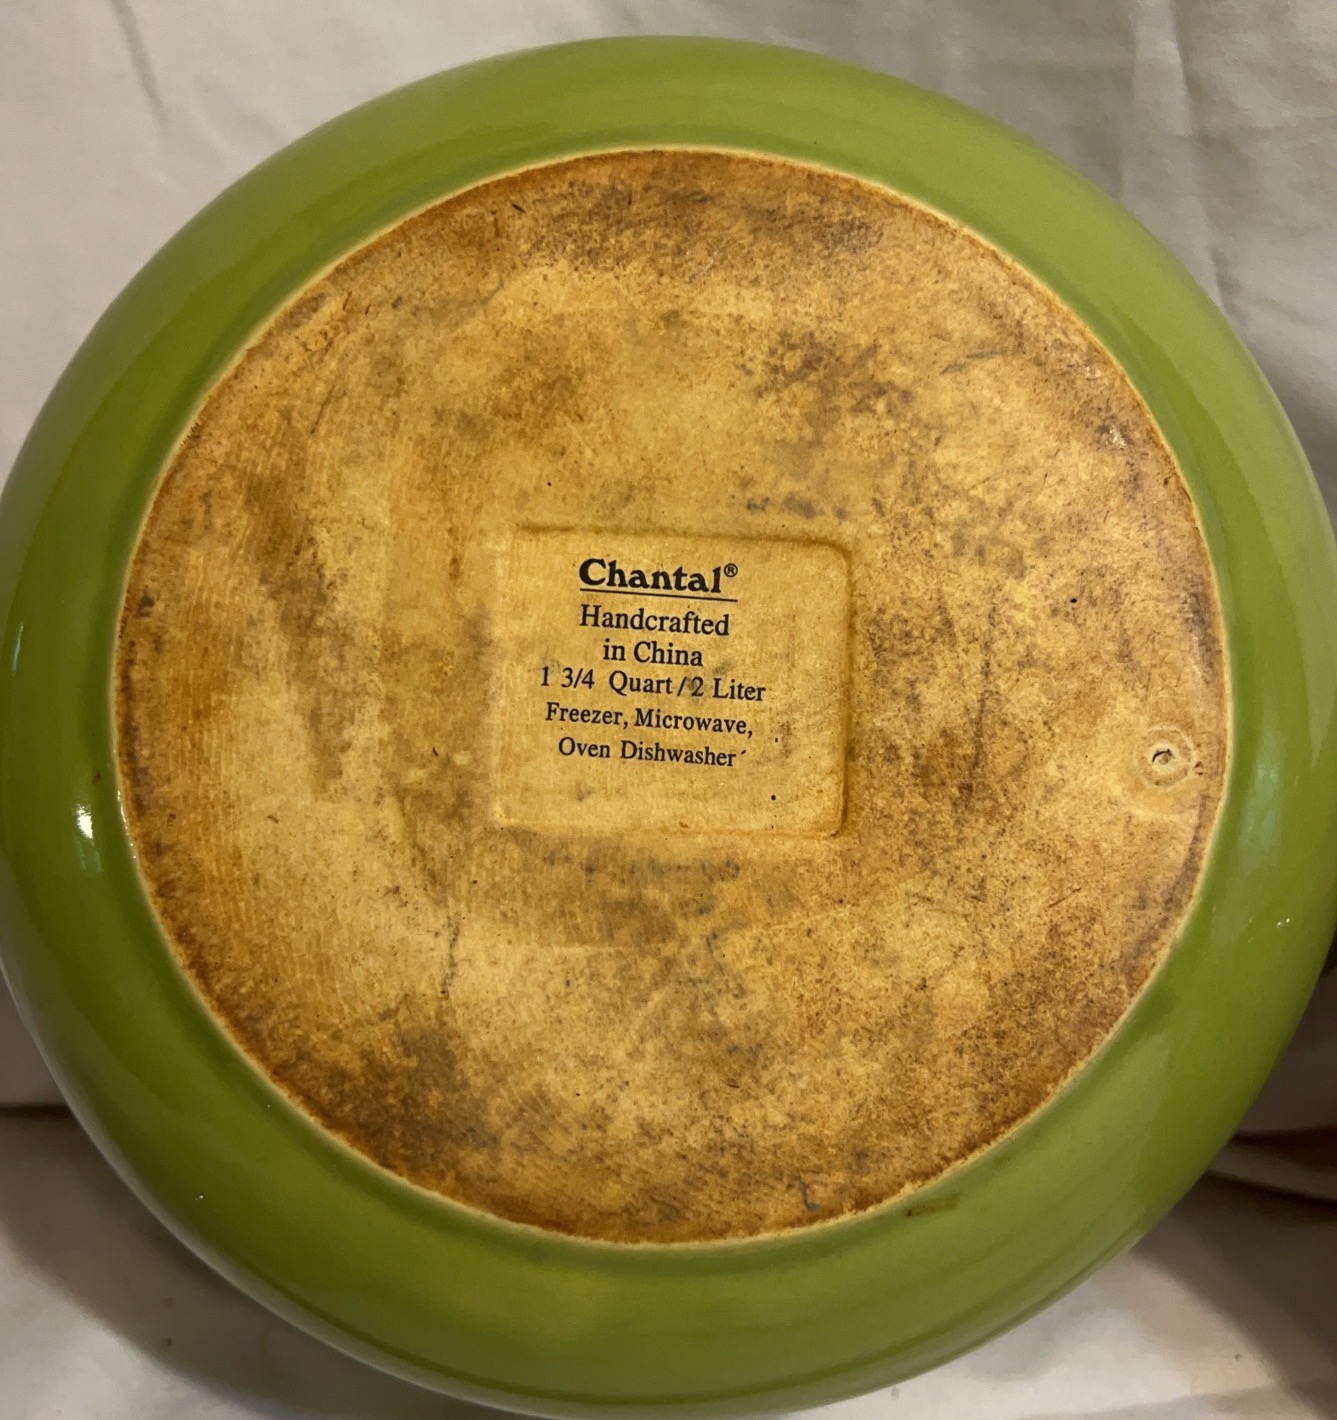 Chantal®
Handcrafted
in China
1 3/4 Quart / 2 Liter
Freezer, Microwave,
Oven Dishwasher